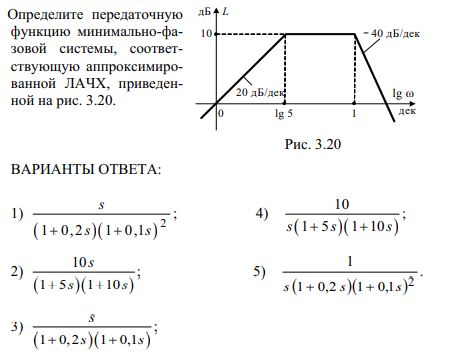 Определите передаточную
функцию минимально-фа-
зовой системы, соответ-
ствующую аппроксимиро-
ванной ЛАЧХ, приведен-
ной на рис. 3.20.
дБ L
10
– 40 дБ/дек
20 дБ/дек
lg ω
0 lg 5 1 дек
Рис. 3.20
ВАРИАНТЫ ОТВЕТА:
1) s / (1+0,2s)(1+0,1s)²;
2) 10s / (1+5s)(1+10s);
3) s / (1+0,2s)(1+0,1s);
4) 10 / s(1+5s)(1+10s);
5) 1 / s(1+0,2s)(1+0,1s)².